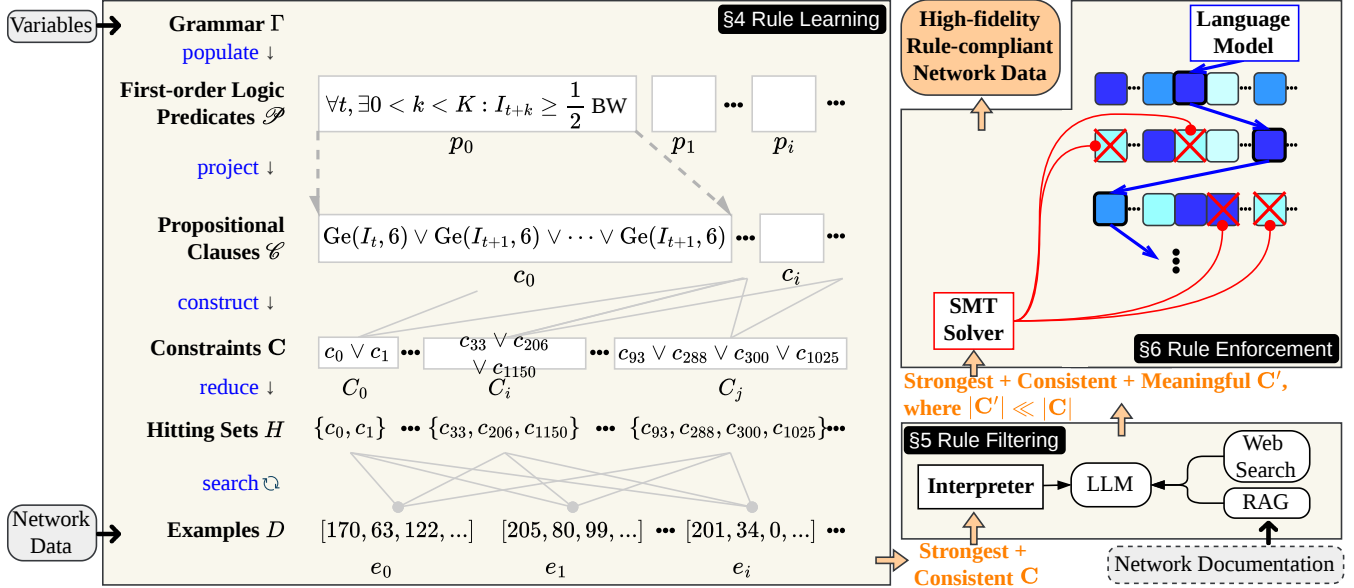 Variables
Grammar Γ
§4 Rule Learning
populate ↓
First-order Logic
Predicates 𝒫
∀t, ∃0 < k < K : I_{t+k} ≥ 1/2 BW
•••
•••
p_0
p_1
p_i
project ↓
Propositional
Clauses 𝒞
Ge(I_t, 6) ∨ Ge(I_{t+1}, 6) ∨ ⋯ ∨ Ge(I_{t+1}, 6)
•••
•••
c_0
c_i
construct ↓
Constraints C
c_0 ∨ c_1
•••
c_33 ∨ c_206
∨ c_1150
•••
c_93 ∨ c_288 ∨ c_300 ∨ c_1025
C_0
C_i
C_j
reduce ↓
Hitting Sets H
{c_0, c_1} ••• {c_33, c_206, c_1150} ••• {c_93, c_288, c_300, c_1025} •••
search
Network
Data
Examples D
[170, 63, 122, ...] [205, 80, 99, ...] ••• [201, 34, 0, ...] •••
e_0
e_1
e_i
High-fidelity
Rule-compliant
Network Data
Language
Model
SMT
Solver
§6 Rule Enforcement
Strongest + Consistent + Meaningful C′,
where |C′| ≪ |C|
§5 Rule Filtering
Interpreter
LLM
Web
Search
RAG
Strongest +
Consistent C
Network Documentation